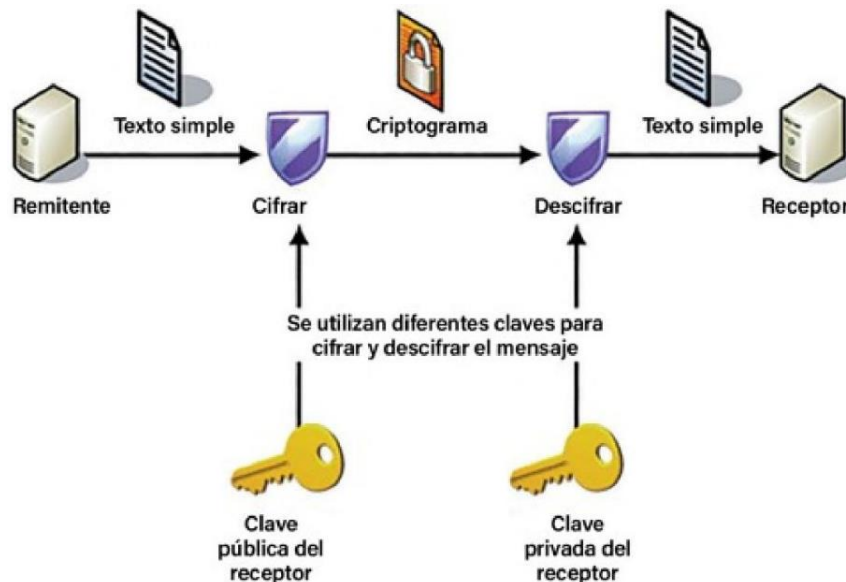 Texto simple
Criptograma
Texto simple
Remitente
Cifrar
Descifrar
Receptor
Se utilizan diferentes claves para
cifrar y descifrar el mensaje
Clave
pública del
receptor
Clave
privada del
receptor